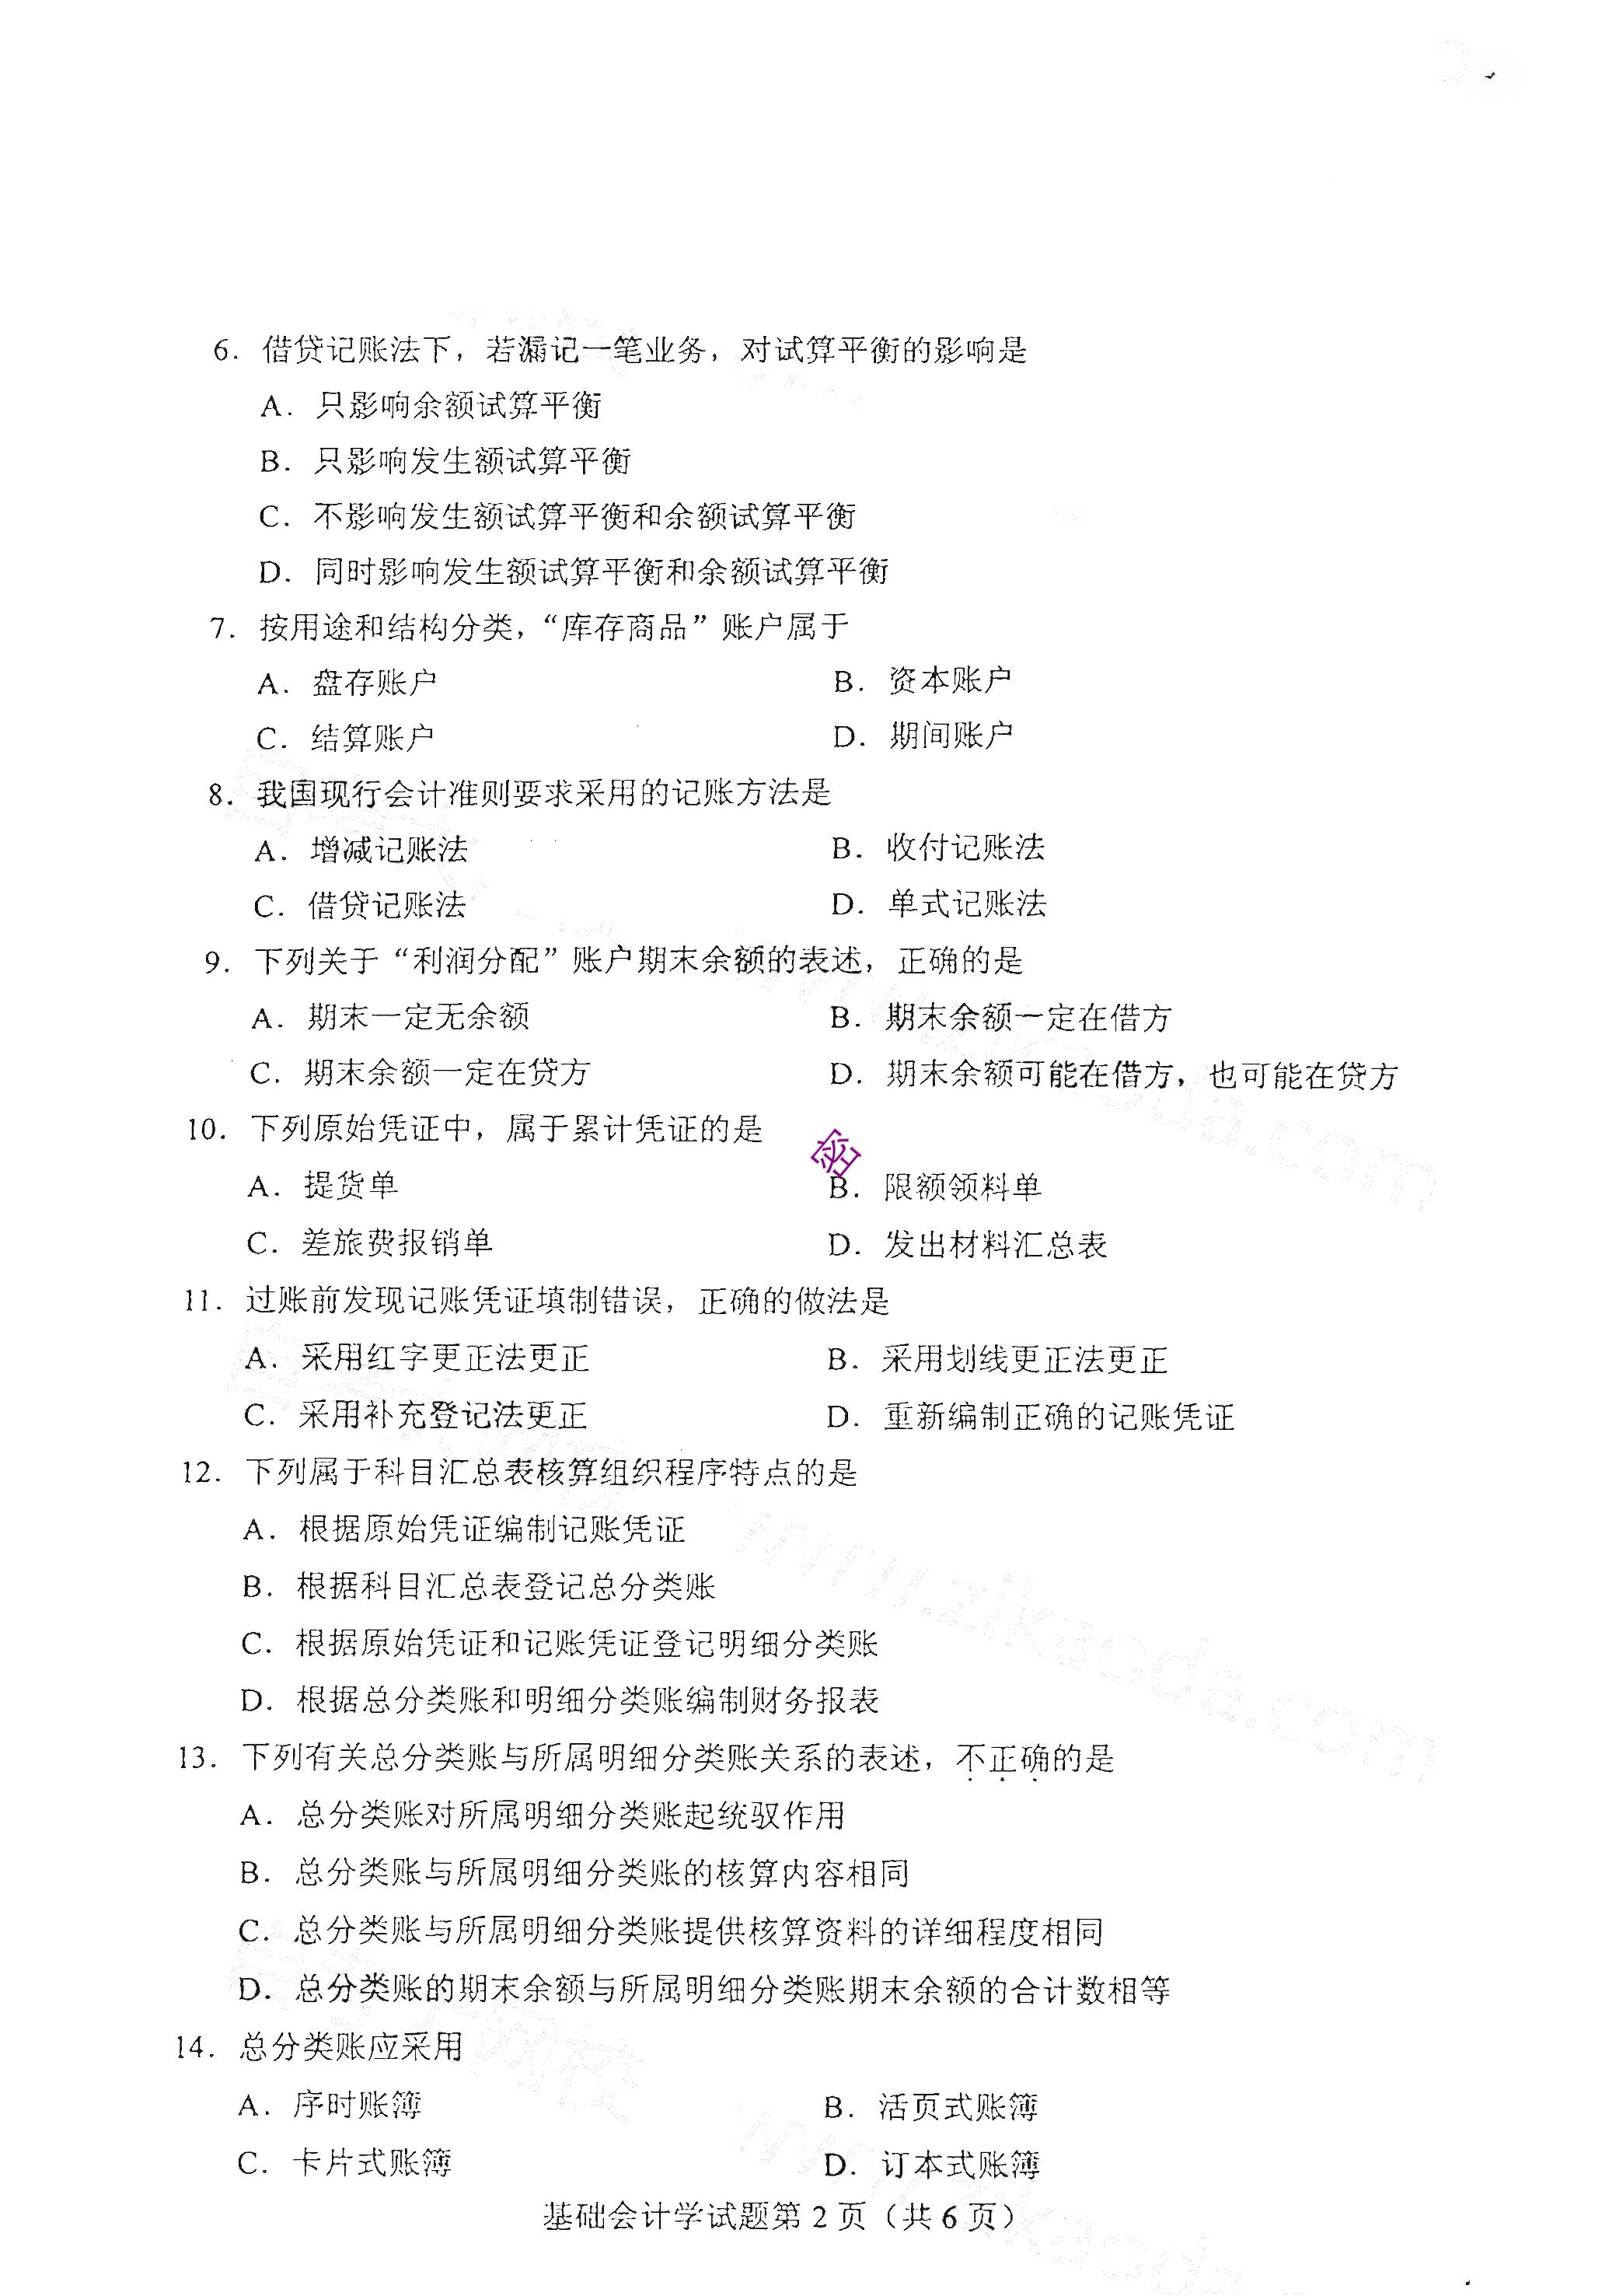 6. 借贷记账法下，若漏记一笔业务，对试算平衡的影响是
A. 只影响余额试算平衡
B. 只影响发生额试算平衡
C. 不影响发生额试算平衡和余额试算平衡
D. 同时影响发生额试算平衡和余额试算平衡
7. 按用途和结构分类，“库存商品”账户属于
A. 盘存账户 B. 资本账户
C. 结算账户 D. 期间账户
8. 我国现行会计准则要求采用的记账方法是
A. 增减记账法 B. 收付记账法
C. 借贷记账法 D. 单式记账法
9. 下列关于“利润分配”账户期末余额的表述，正确的是
A. 期末一定无余额 B. 期末余额一定在借方
C. 期末余额一定在贷方 D. 期末余额可能在借方，也可能在贷方
10. 下列原始凭证中，属于累计凭证的是
密
A. 提货单 B. 限额领料单
C. 差旅费报销单 D. 发出材料汇总表
11. 过账前发现记账凭证填制错误，正确的做法是
A. 采用红字更正法更正 B. 采用划线更正法更正
C. 采用补充登记法更正 D. 重新编制正确的记账凭证
12. 下列属于科目汇总表核算组织程序特点的是
A. 根据原始凭证编制记账凭证
B. 根据科目汇总表登记总分类账
C. 根据原始凭证和记账凭证登记明细分类账
D. 根据总分类账和明细分类账编制财务报表
13. 下列有关总分类账与所属明细分类账关系的表述，不正确的是
A. 总分类账对所属明细分类账起统驭作用
B. 总分类账与所属明细分类账的核算内容相同
C. 总分类账与所属明细分类账提供核算资料的详细程度相同
D. 总分类账的期末余额与所属明细分类账期末余额的合计数相等
14. 总分类账应采用
A. 序时账簿 B. 活页式账簿
C. 卡片式账簿 D. 订本式账簿
基础会计学试题第 2 页（共 6 页）
www.zikaoda.com